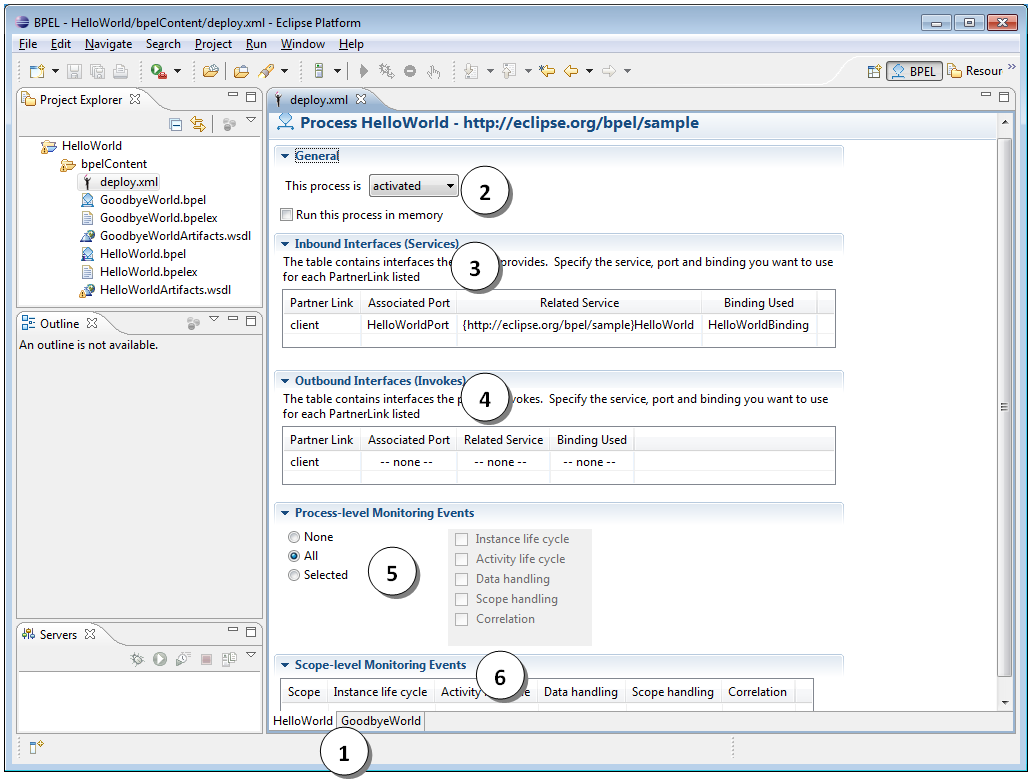 BPEL - HelloWorld/bpelContent/deploy.xml - Eclipse Platform
File Edit Navigate Search Project Run Window Help
BPEL Resour »
Project Explorer
HelloWorld
bpelContent
deploy.xml
GoodbyeWorld.bpel
GoodbyeWorld.bpelex
GoodbyeWorldArtifacts.wsdl
HelloWorld.bpel
HelloWorld.bpelex
HelloWorldArtifacts.wsdl
Outline
An outline is not available.
Servers
deploy.xml
Process HelloWorld - http://eclipse.org/bpel/sample
General
This process is activated
2
Run this process in memory
Inbound Interfaces (Services)
3
The table contains interfaces the provides. Specify the service, port and binding you want to use
for each PartnerLink listed
Partner Link Associated Port Related Service Binding Used
client HelloWorldPort {http://eclipse.org/bpel/sample}HelloWorld HelloWorldBinding
Outbound Interfaces (Invokes)
4
The table contains interfaces the Specify the service, port and binding you want to use
for each PartnerLink listed
Partner Link Associated Port Related Service Binding Used
client -- none -- -- none -- -- none --
Process-level Monitoring Events
None
All
Selected
5
Instance life cycle
Activity life cycle
Data handling
Scope handling
Correlation
Scope-level Monitoring Events
6
Scope Instance life cycle Data handling Scope handling Correlation
HelloWorld GoodbyeWorld
1